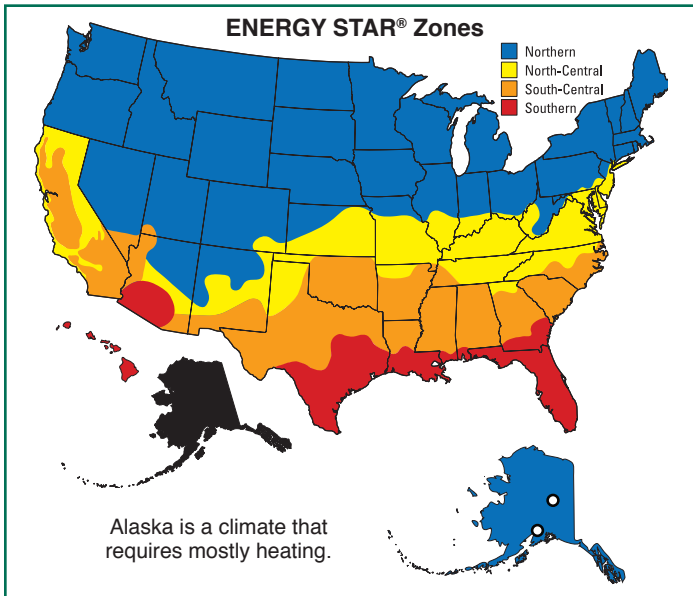 ENERGY STAR® Zones
Northern
North-Central
South-Central
Southern
Alaska is a climate that
requires mostly heating.